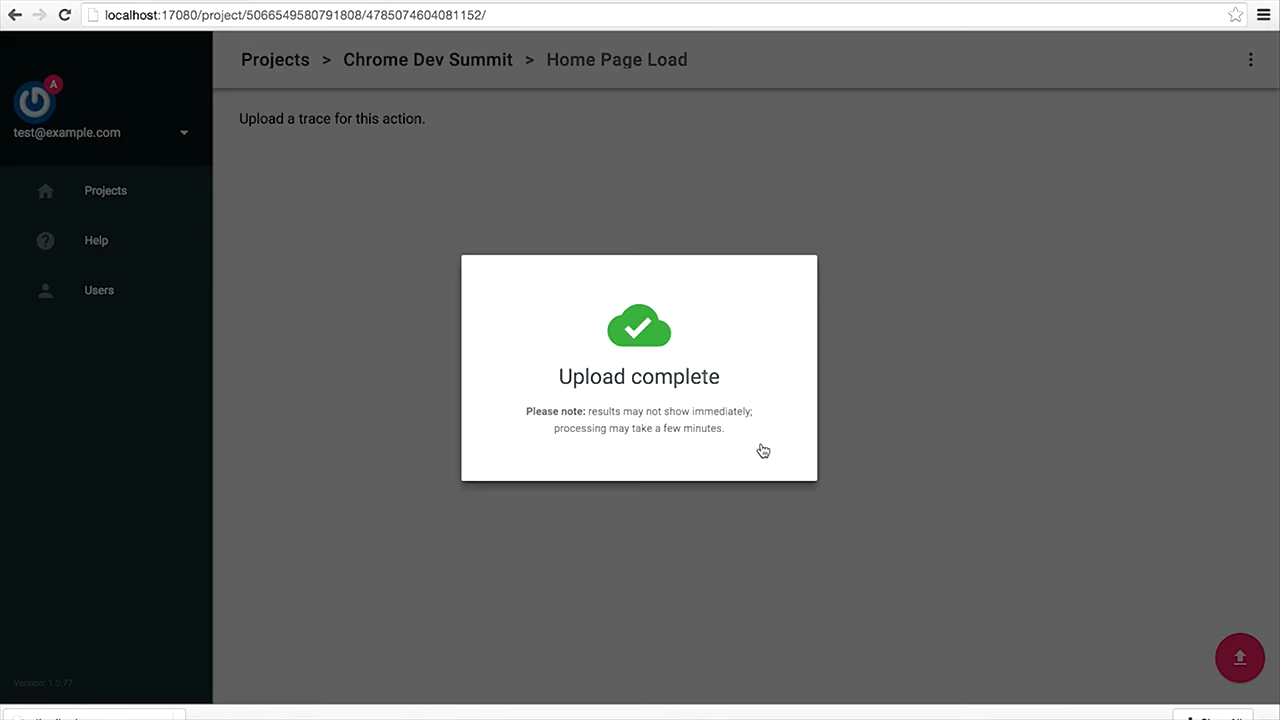 localhost:17080/project/5066549580791808/4785074604081152/
Projects > Chrome Dev Summit > Home Page Load
A
test@example.com
Upload a trace for this action.
Projects
Help
Users
Upload complete
Please note: results may not show immediately;
processing may take a few minutes.
Version: 1.0.77